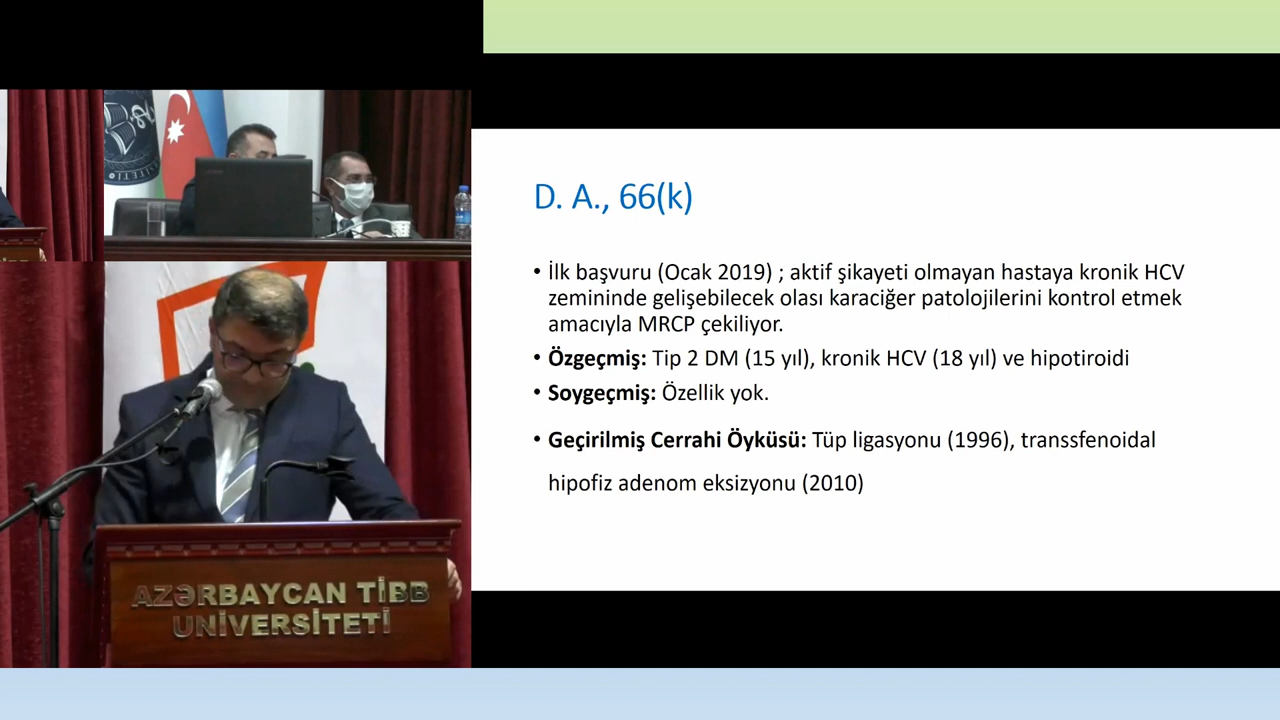 D. A., 66(k)
• İlk başvuru (Ocak 2019) ; aktif şikayeti olmayan hastaya kronik HCV
zemininde gelişebilecek olası karaciğer patolojilerini kontrol etmek
amacıyla MRCP çekiliyor.
• Özgeçmiş: Tip 2 DM (15 yıl), kronik HCV (18 yıl) ve hipotiroidi
• Soygeçmiş: Özellik yok.
• Geçirilmiş Cerrahi Öyküsü: Tüp ligasyonu (1996), transsfenoidal
hipofiz adenom eksizyonu (2010)
AZƏRBAYCAN TİBB
UNİVERSİTETİ